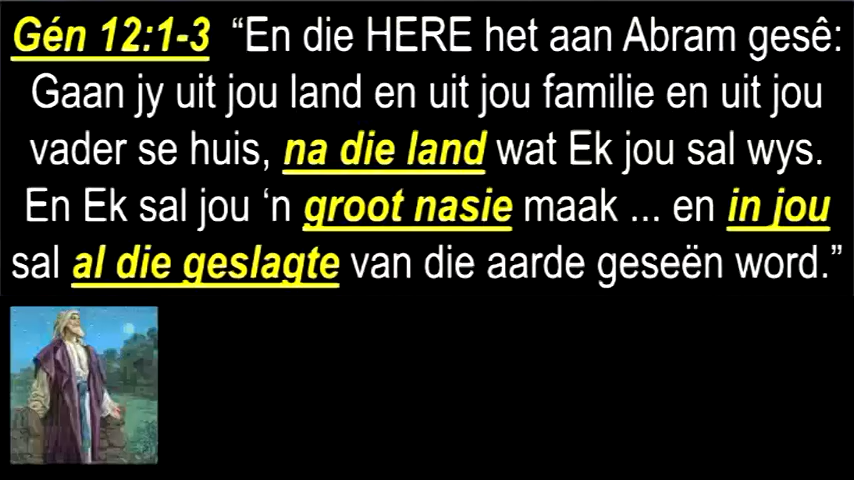 Gén 12:1-3 “En die HERE het aan Abram gesê:
Gaan jy uit jou land en uit jou familie en uit jou
vader se huis, na die land wat Ek jou sal wys.
En Ek sal jou ‘n groot nasie maak ... en in jou
sal al die geslagte van die aarde geseën word.”